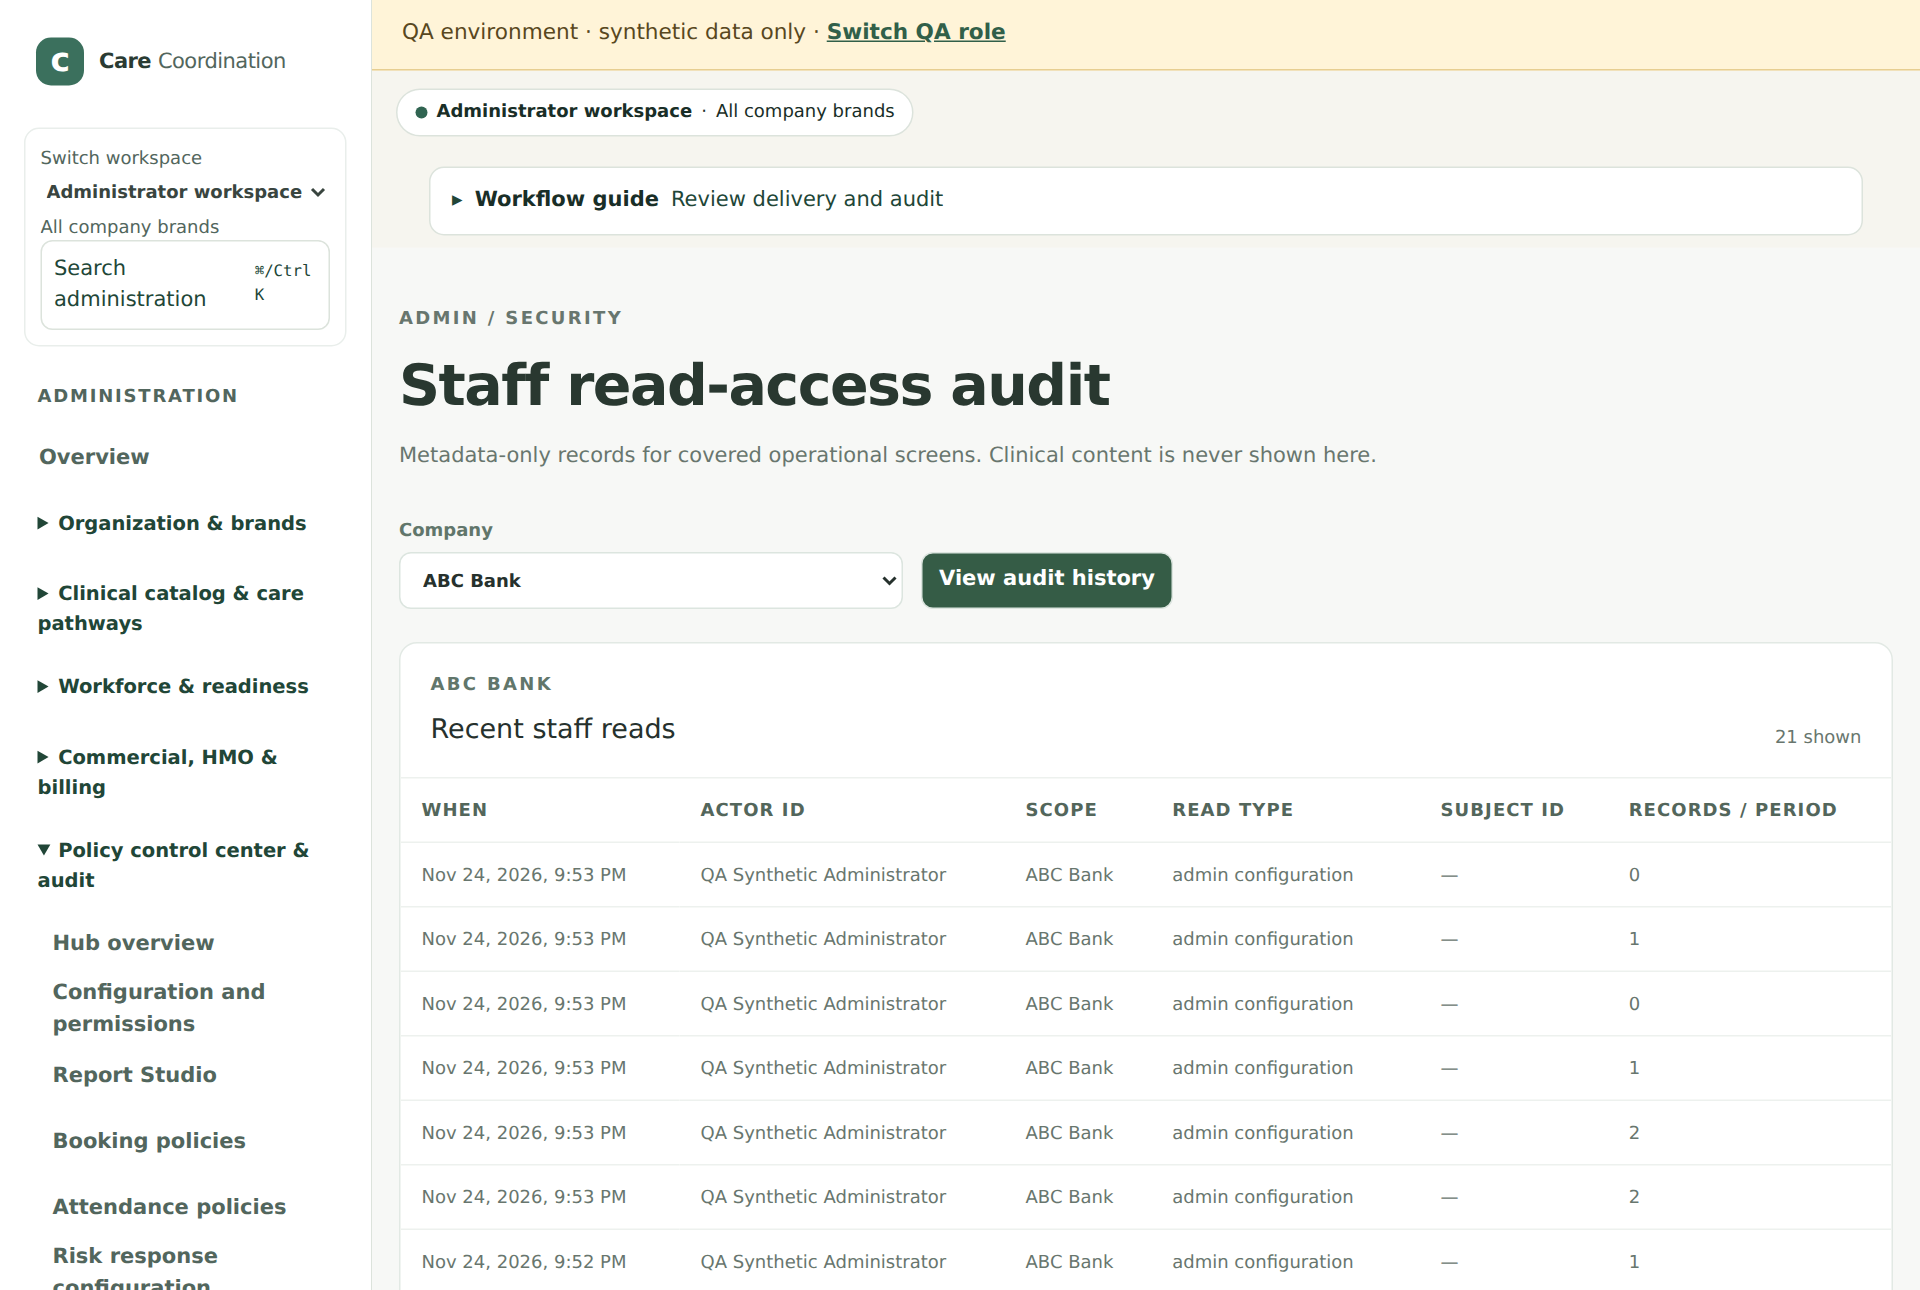 C Care Coordination
Switch workspace
Administrator workspace
All company brands
Search administration
⌘/Ctrl K
ADMINISTRATION
Overview
▶ Organization & brands
▶ Clinical catalog & care
pathways
▶ Workforce & readiness
▶ Commercial, HMO &
billing
▼ Policy control center &
audit
Hub overview
Configuration and
permissions
Report Studio
Booking policies
Attendance policies
Risk response
configuration
QA environment · synthetic data only · Switch QA role
Administrator workspace · All company brands
▶ Workflow guide Review delivery and audit
ADMIN / SECURITY
Staff read-access audit
Metadata-only records for covered operational screens. Clinical content is never shown here.
Company
ABC Bank
View audit history
ABC BANK
Recent staff reads
21 shown
WHEN ACTOR ID SCOPE READ TYPE SUBJECT ID RECORDS / PERIOD
Nov 24, 2026, 9:53 PM QA Synthetic Administrator ABC Bank admin configuration — 0
Nov 24, 2026, 9:53 PM QA Synthetic Administrator ABC Bank admin configuration — 1
Nov 24, 2026, 9:53 PM QA Synthetic Administrator ABC Bank admin configuration — 0
Nov 24, 2026, 9:53 PM QA Synthetic Administrator ABC Bank admin configuration — 1
Nov 24, 2026, 9:53 PM QA Synthetic Administrator ABC Bank admin configuration — 2
Nov 24, 2026, 9:53 PM QA Synthetic Administrator ABC Bank admin configuration — 2
Nov 24, 2026, 9:52 PM QA Synthetic Administrator ABC Bank admin configuration — 1